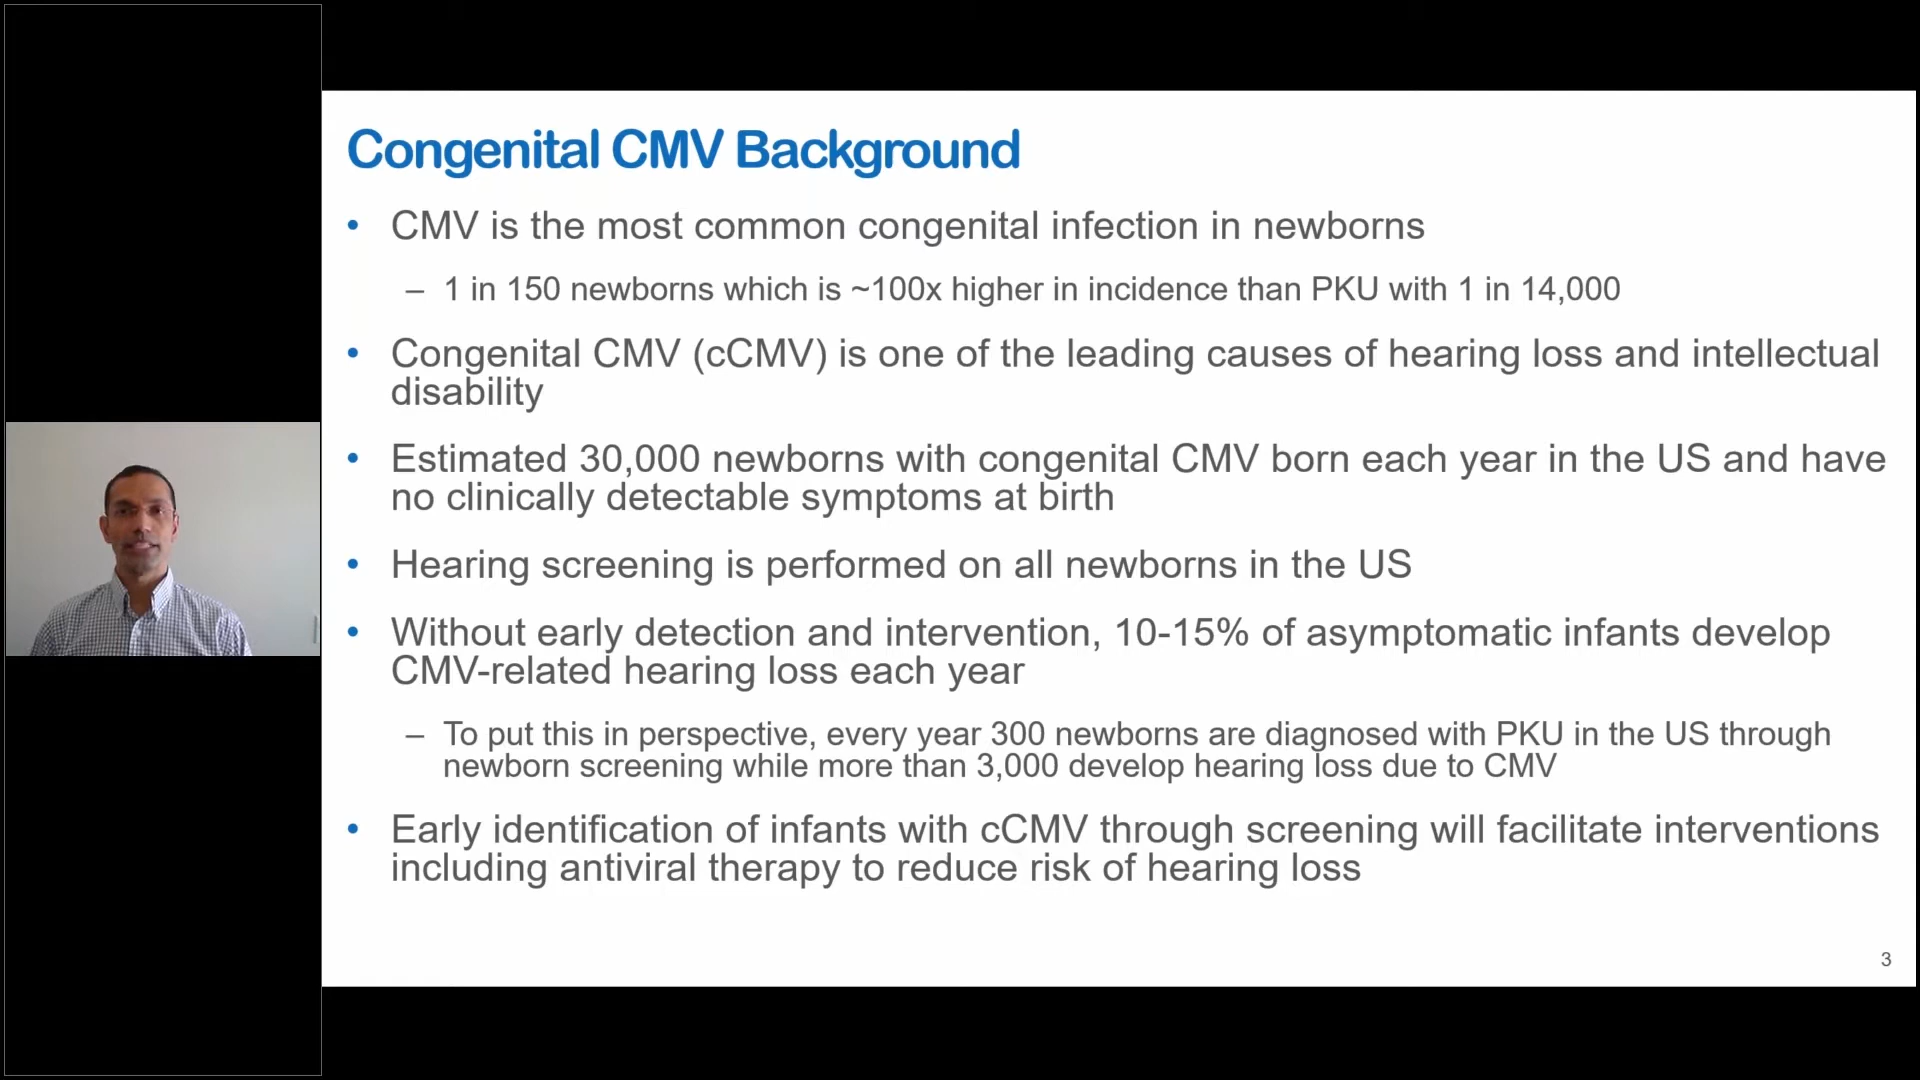 Congenital CMV Background
• CMV is the most common congenital infection in newborns
– 1 in 150 newborns which is ~100x higher in incidence than PKU with 1 in 14,000
• Congenital CMV (cCMV) is one of the leading causes of hearing loss and intellectual
disability
• Estimated 30,000 newborns with congenital CMV born each year in the US and have
no clinically detectable symptoms at birth
• Hearing screening is performed on all newborns in the US
• Without early detection and intervention, 10-15% of asymptomatic infants develop
CMV-related hearing loss each year
– To put this in perspective, every year 300 newborns are diagnosed with PKU in the US through
newborn screening while more than 3,000 develop hearing loss due to CMV
• Early identification of infants with cCMV through screening will facilitate interventions
including antiviral therapy to reduce risk of hearing loss
3